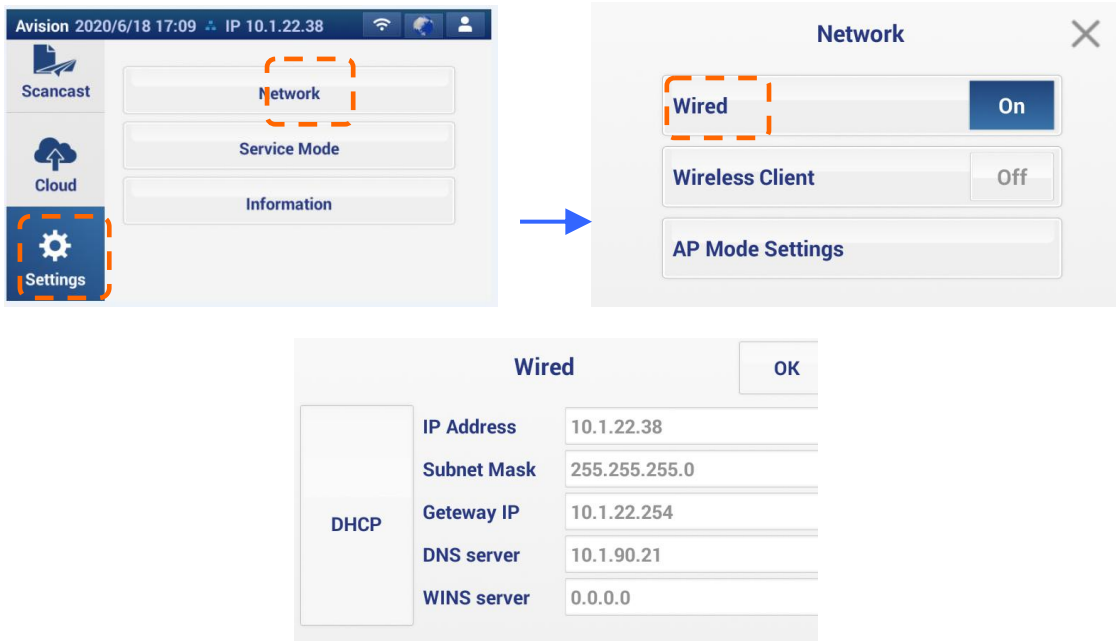 Avision 2020/6/18 17:09 IP 10.1.22.38
Scancast
Cloud
Settings
Network
Service Mode
Information
Network
Wired On
Wireless Client Off
AP Mode Settings
Wired OK
DHCP
IP Address 10.1.22.38
Subnet Mask 255.255.255.0
Geteway IP 10.1.22.254
DNS server 10.1.90.21
WINS server 0.0.0.0